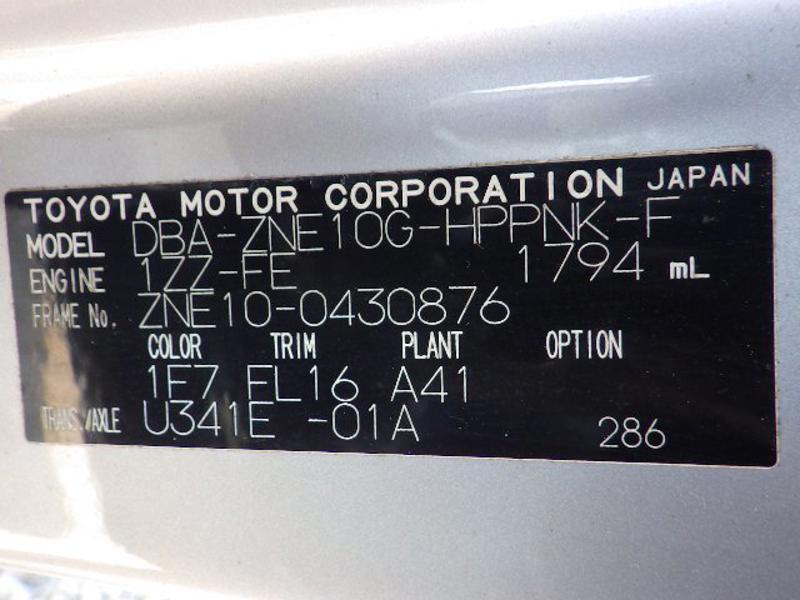 TOYOTA MOTOR CORPORATION JAPAN
MODEL DBA-ZNE10G-HPPNK-F
ENGINE 1ZZ-FE 1794 mL
FRAME No. ZNE10-0430876
COLOR TRIM PLANT OPTION
1F7 FL16 A41
TRANS./AXLE U341E -01A 286